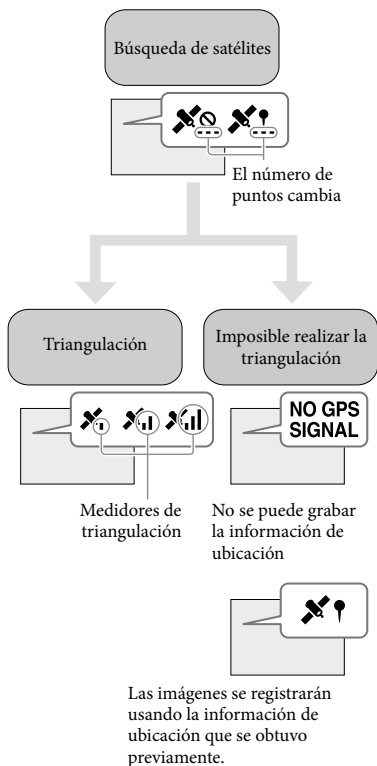 Búsqueda de satélites
El número de
puntos cambia
Triangulación
Imposible realizar la
triangulación
NO GPS
SIGNAL
Medidores de
triangulación
No se puede grabar
la información de
ubicación
Las imágenes se registrarán
usando la información de
ubicación que se obtuvo
previamente.